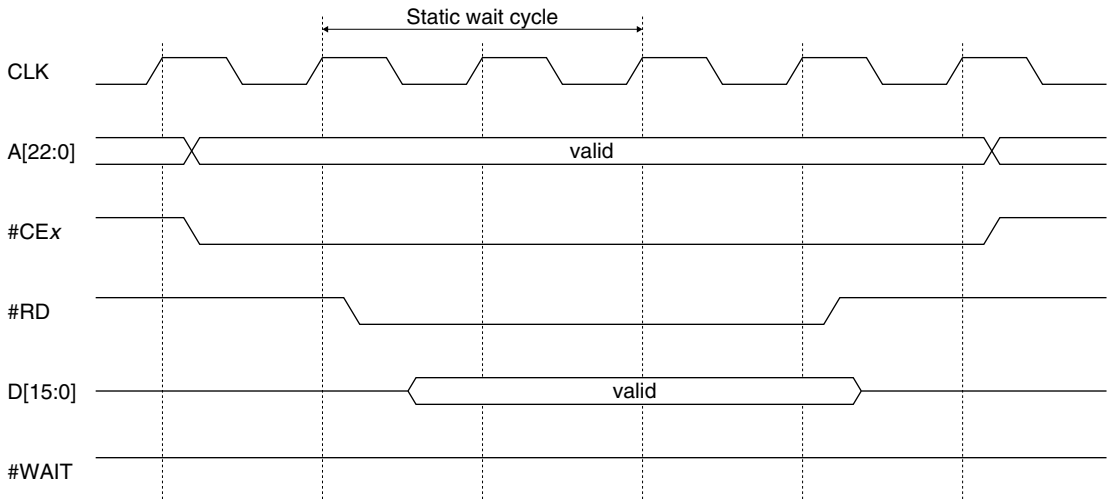 Static wait cycle
CLK
A[22:0]
valid
#CEx
#RD
D[15:0]
valid
#WAIT